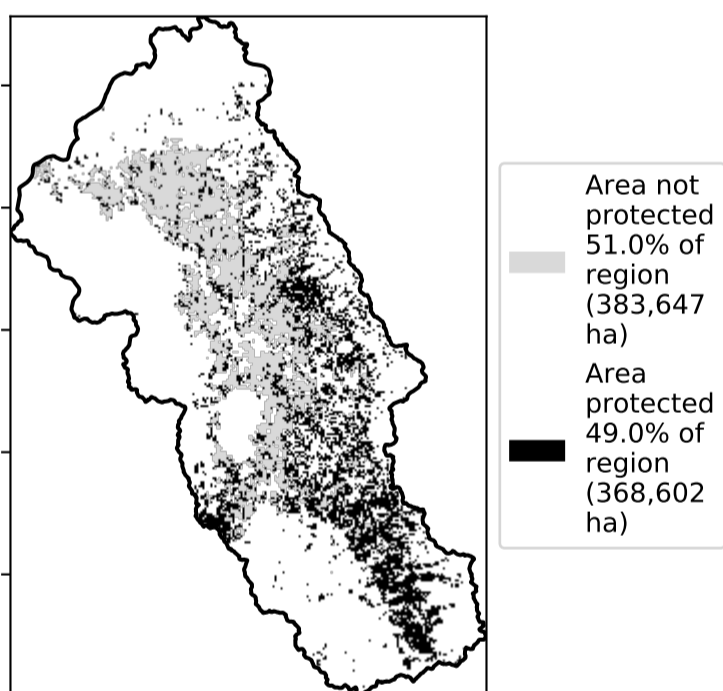 Area not
protected
51.0% of
region
(383,647
ha)
Area
protected
49.0% of
region
(368,602
ha)